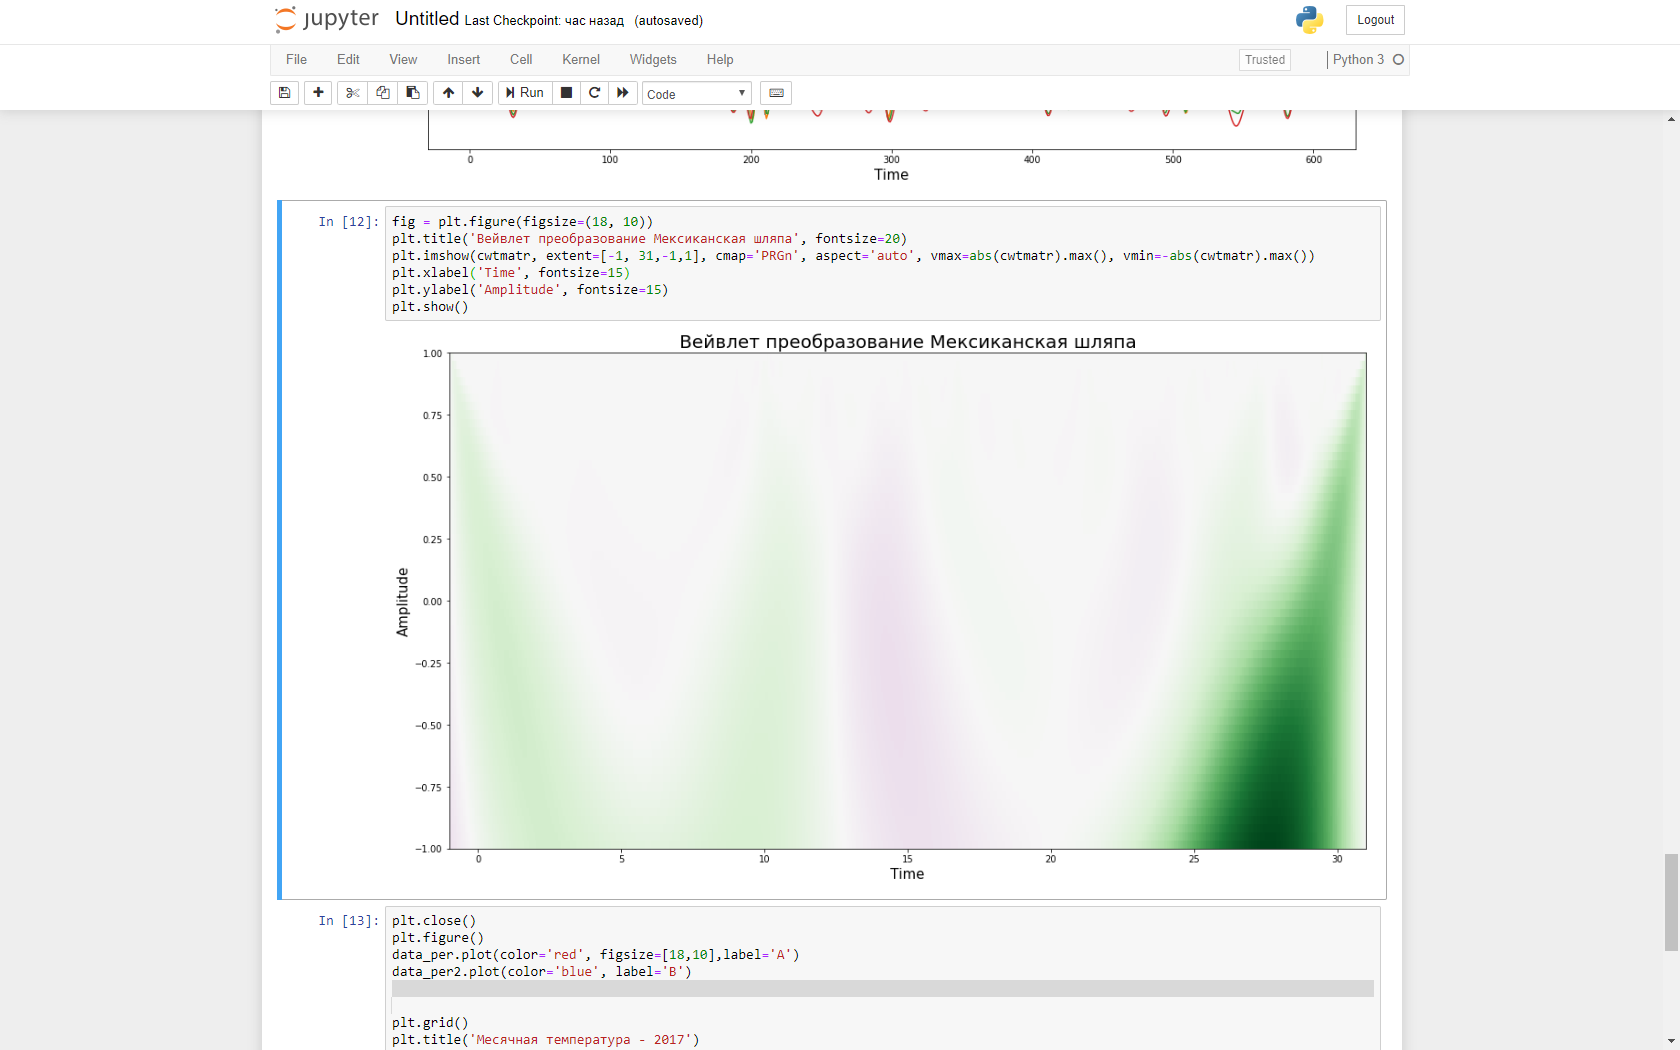 jupyter Untitled Last Checkpoint: час назад (autosaved)
Logout
File Edit View Insert Cell Kernel Widgets Help
Trusted Python 3
Run Code
0 100 200 300 400 500 600
Time
In [12]:
fig = plt.figure(figsize=(18, 10))
plt.title('Вейвлет преобразование Мексиканская шляпа', fontsize=20)
plt.imshow(cwtmatr, extent=[-1, 31,-1,1], cmap='PRGn', aspect='auto', vmax=abs(cwtmatr).max(), vmin=-abs(cwtmatr).max())
plt.xlabel('Time', fontsize=15)
plt.ylabel('Amplitude', fontsize=15)
plt.show()
Вейвлет преобразование Мексиканская шляпа
1.00
0.75
0.50
0.25
0.00
−0.25
−0.50
−0.75
−1.00
Amplitude
0 5 10 15 20 25 30
Time
In [13]:
plt.close()
plt.figure()
data_per.plot(color='red', figsize=[18,10],label='A')
data_per2.plot(color='blue', label='B')
plt.grid()
plt.title('Месячная температура - 2017')